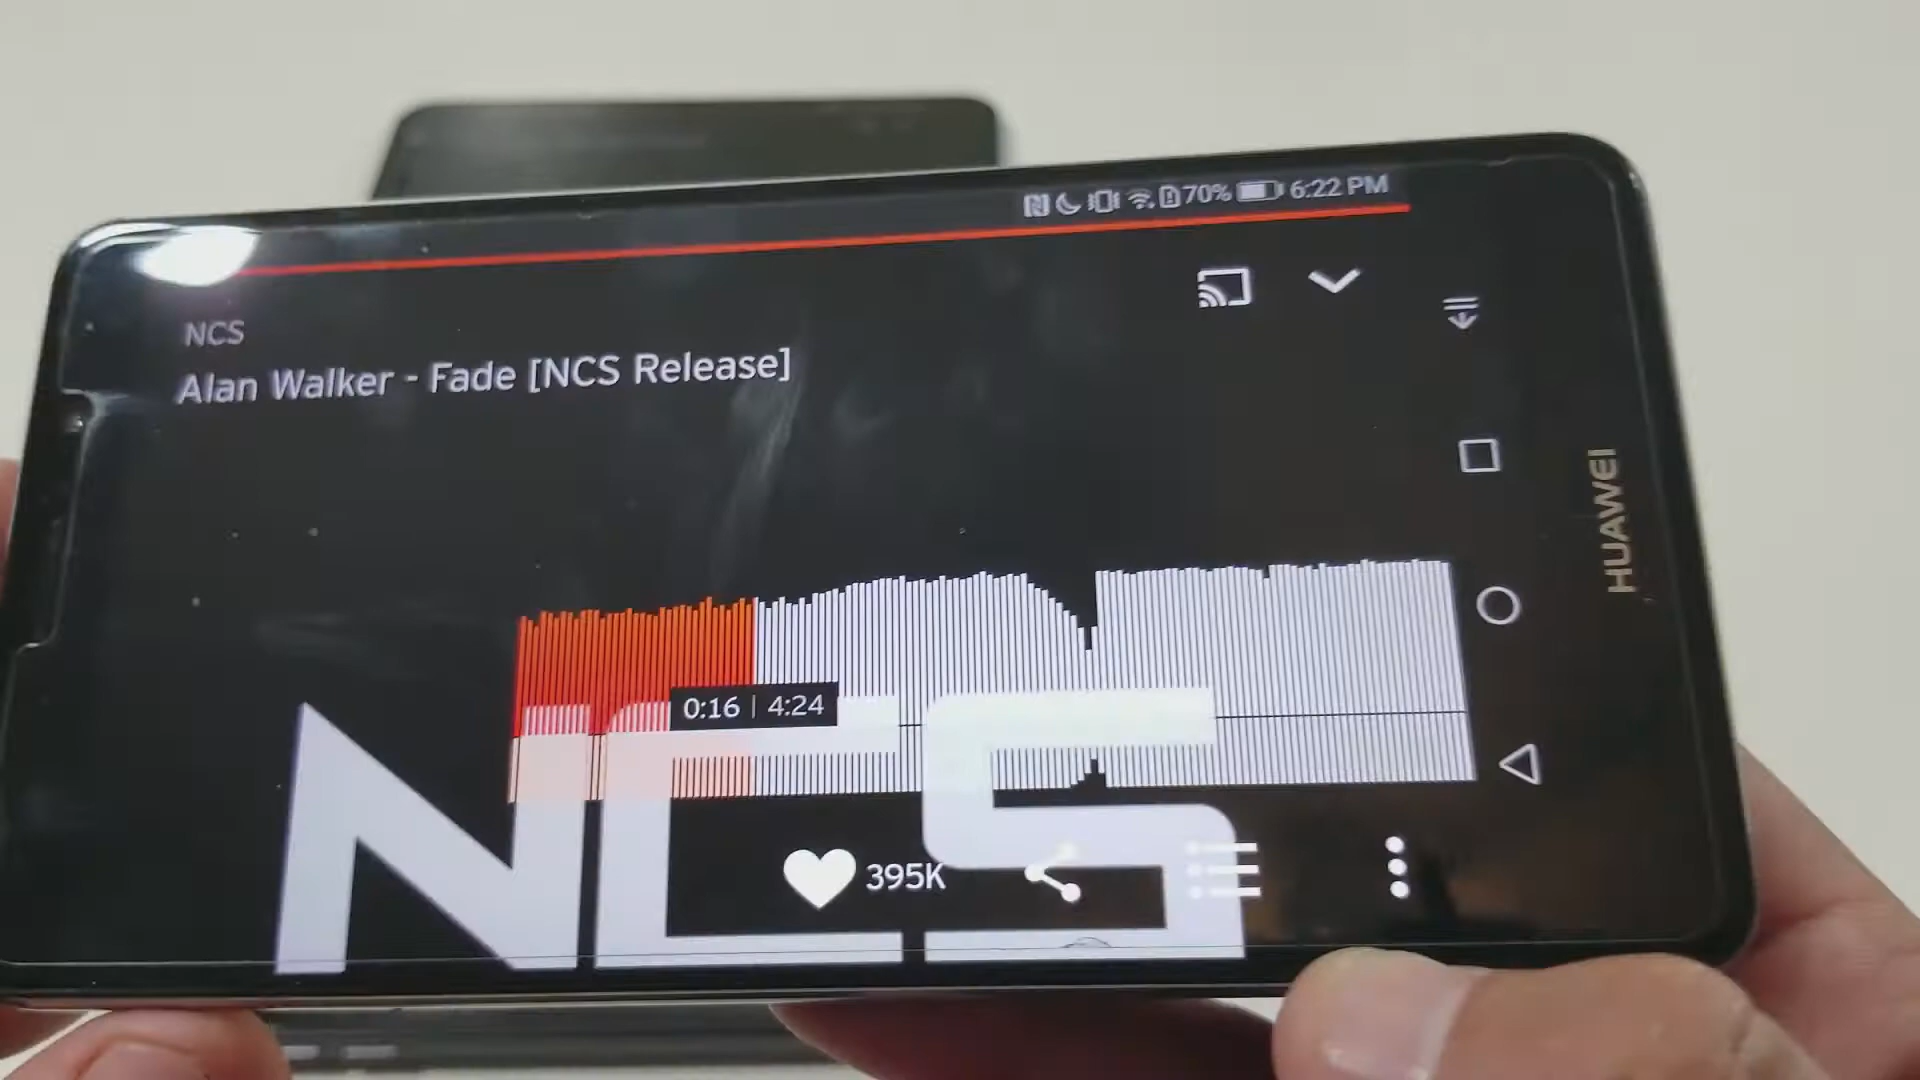 70% 6:22 PM
NCS
Alan Walker - Fade [NCS Release]
HUAWEI
0:16 | 4:24
NCS
395K